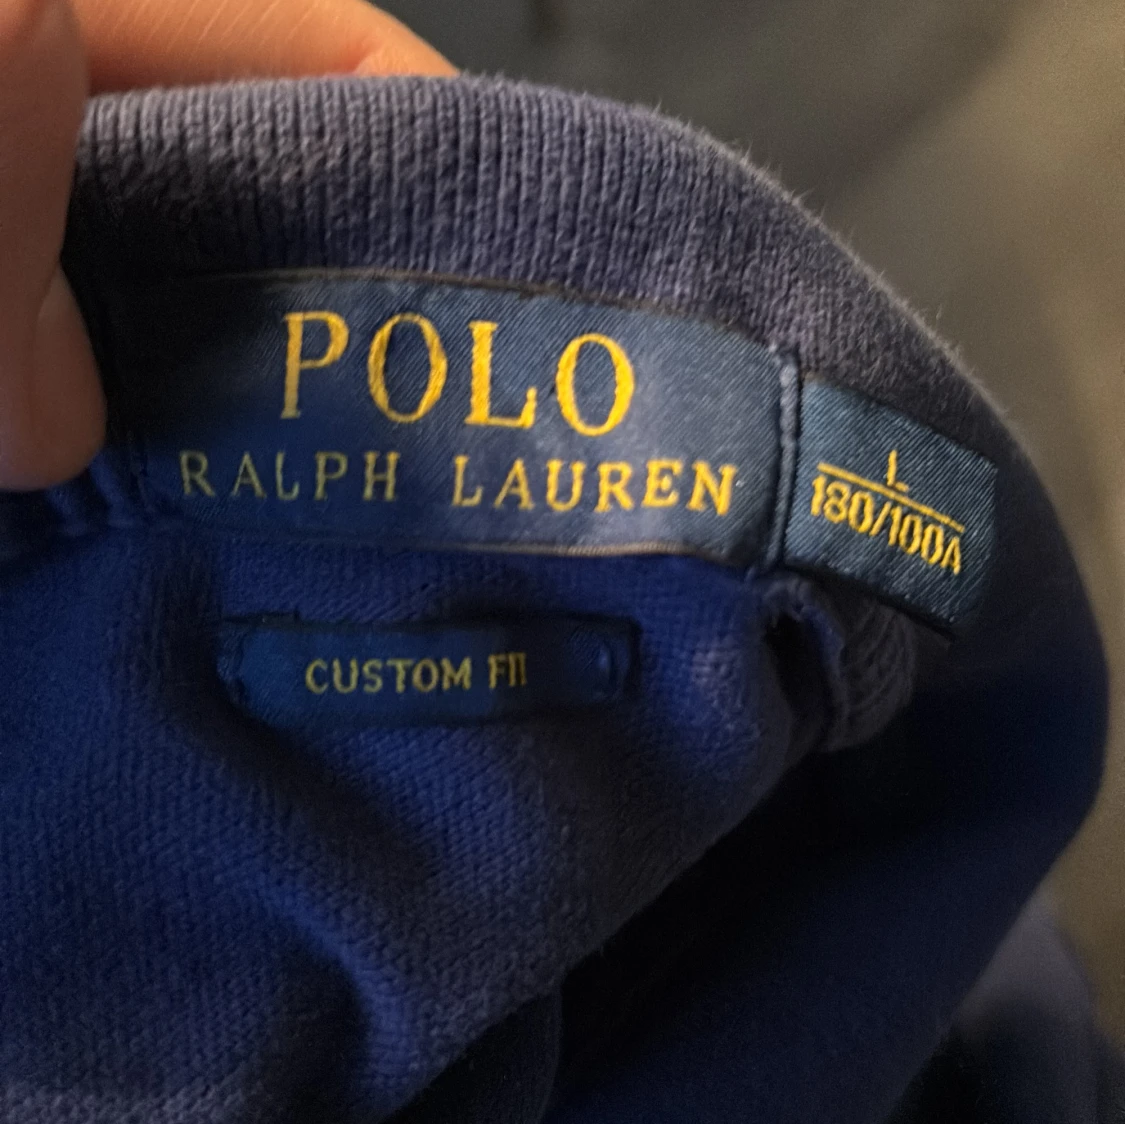 POLO
RALPH LAUREN
L
180/100A
CUSTOM FIT